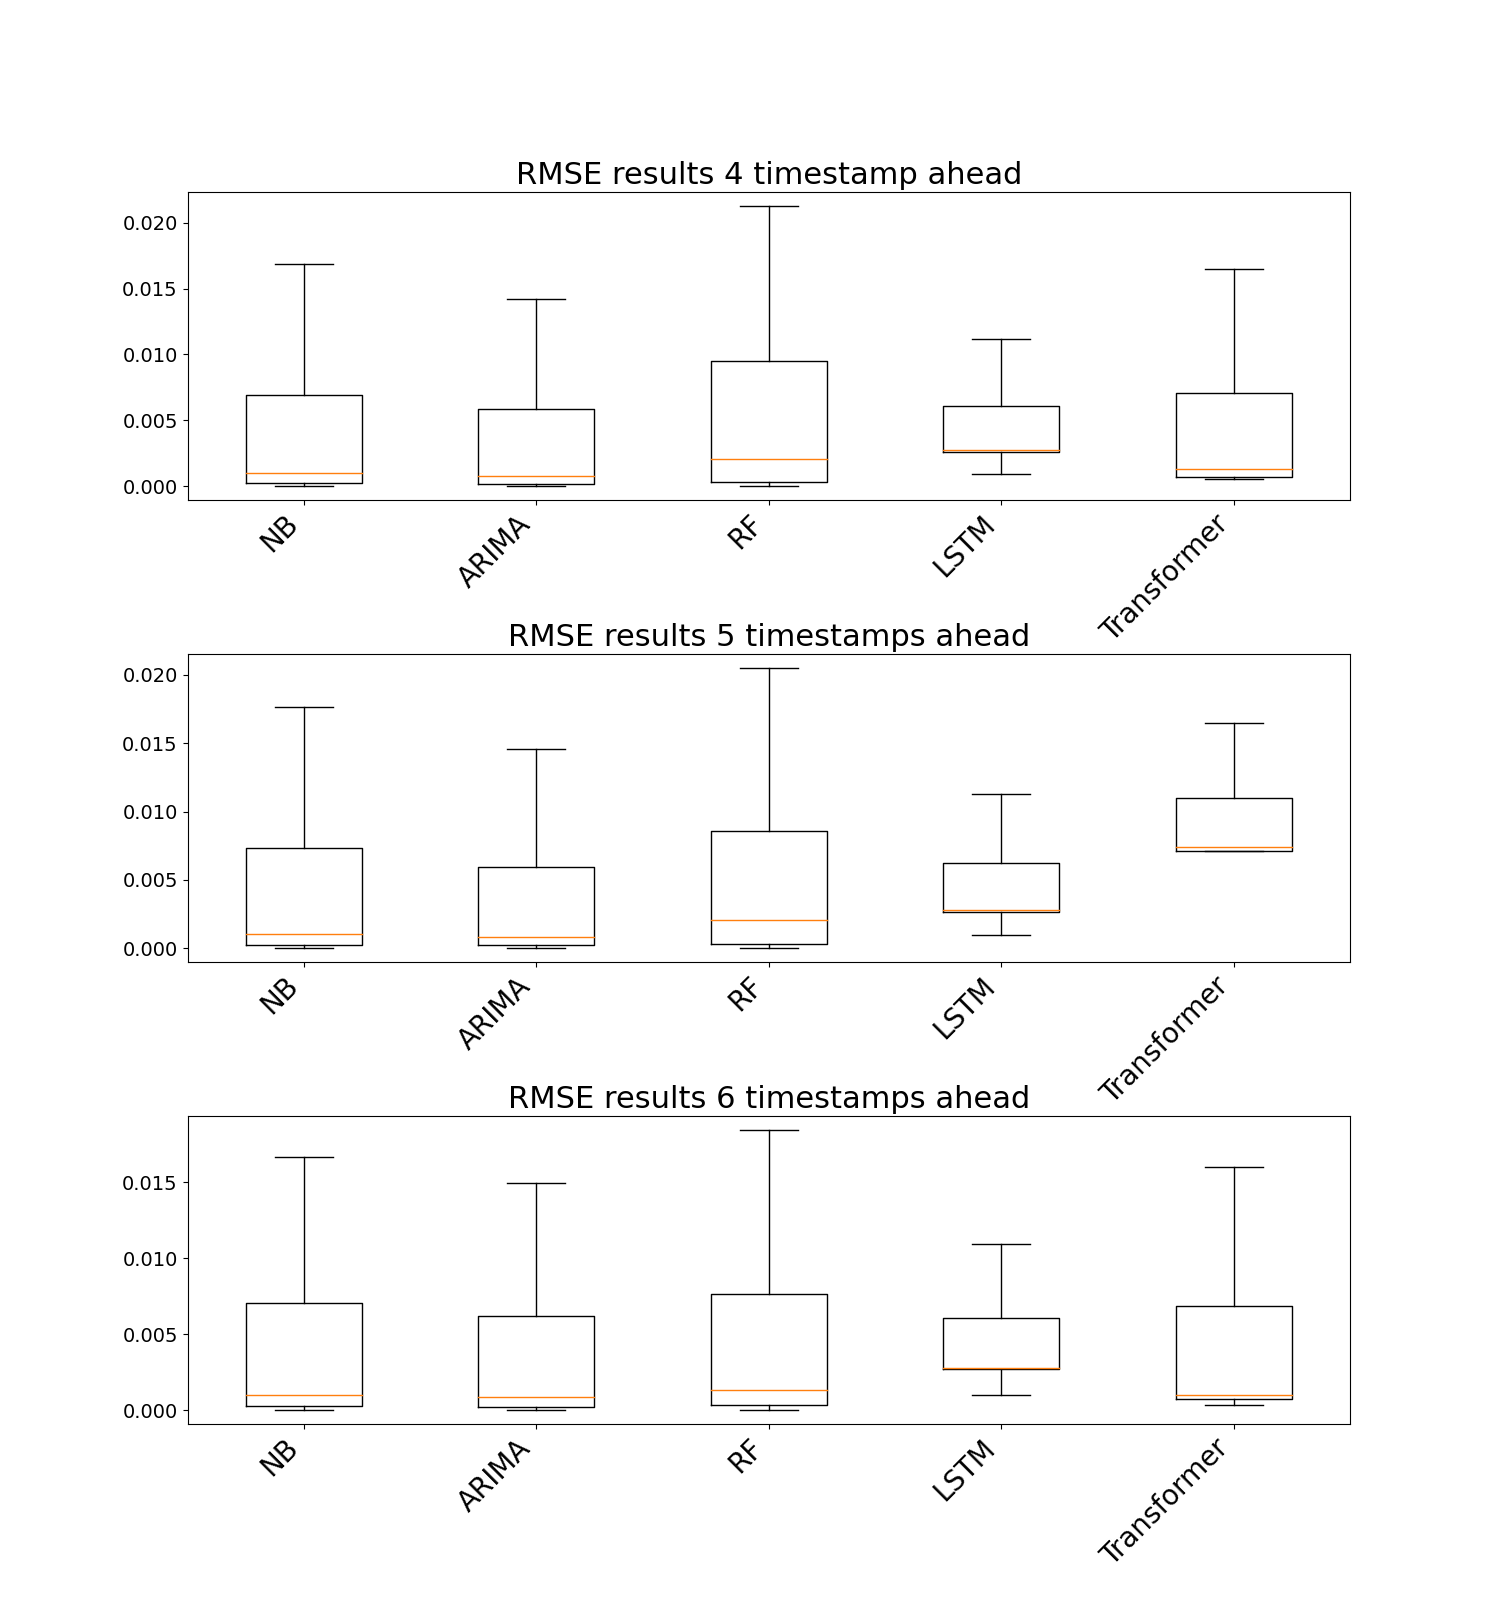 RMSE results 4 timestamp ahead
0.020
0.015
0.010
0.005
0.000
NB
ARIMA
RF
LSTM
Transformer
RMSE results 5 timestamps ahead
0.020
0.015
0.010
0.005
0.000
NB
ARIMA
RF
LSTM
Transformer
RMSE results 6 timestamps ahead
0.015
0.010
0.005
0.000
NB
ARIMA
RF
LSTM
Transformer